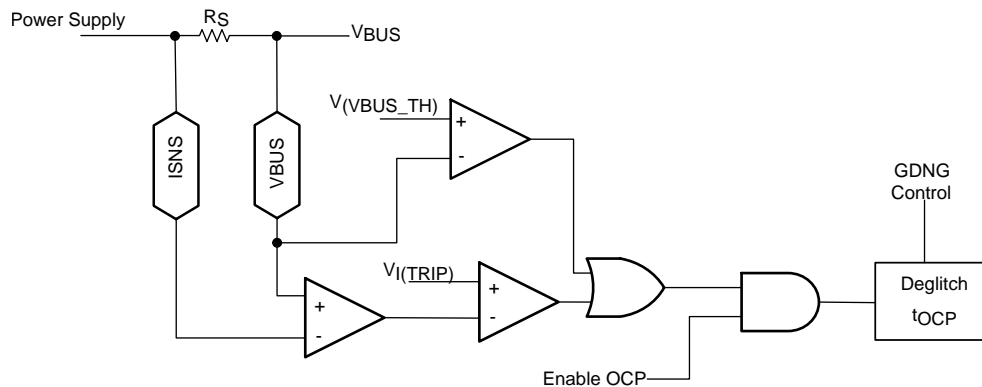 Power Supply
RS
VBUS
V(VBUS_TH)
+
-
ISNS
VBUS
GDNG
Control
VI(TRIP)
+
-
+
-
Deglitch
tOCP
Enable OCP